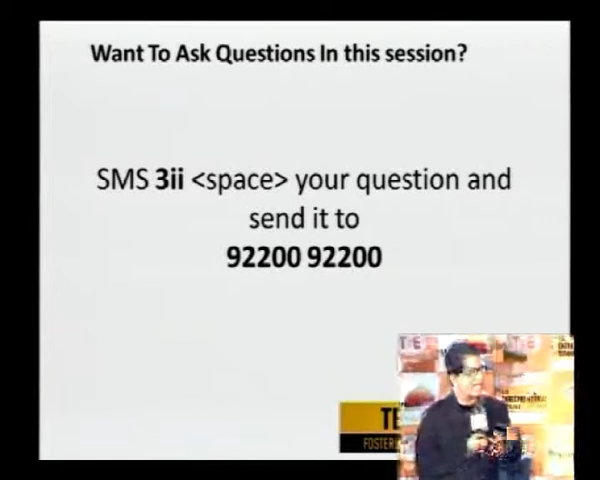 Want To Ask Questions In this session?
SMS 3ii <space> your question and
send it to
92200 92200